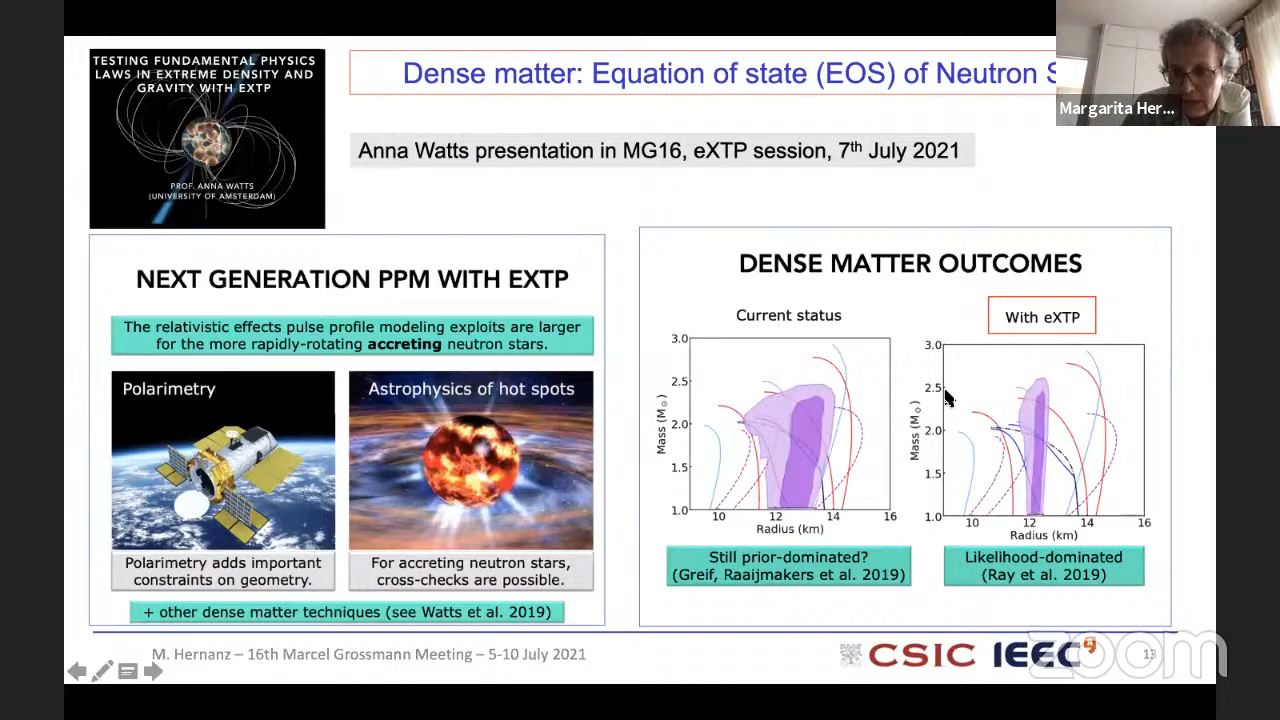 TESTING FUNDAMENTAL PHYSICS
LAWS IN EXTREME DENSITY AND
GRAVITY WITH EXTP
PROF. ANNA WATTS
(UNIVERSITY OF AMSTERDAM)
Dense matter: Equation of state (EOS) of Neutron S
Margarita Her...
Anna Watts presentation in MG16, eXTP session, 7th July 2021
NEXT GENERATION PPM WITH EXTP
The relativistic effects pulse profile modeling exploits are larger
for the more rapidly-rotating accreting neutron stars.
Polarimetry
Astrophysics of hot spots
Polarimetry adds important
constraints on geometry.
For accreting neutron stars,
cross-checks are possible.
+ other dense matter techniques (see Watts et al. 2019)
DENSE MATTER OUTCOMES
Current status
3.0
2.5
2.0
1.5
1.0
Mass (M☉)
10 12 14 16
Radius (km)
Still prior-dominated?
(Greif, Raaijmakers et al. 2019)
With eXTP
3.0
2.5
2.0
1.5
1.0
Mass (M☉)
10 12 14 16
Radius (km)
Likelihood-dominated
(Ray et al. 2019)
M. Hernanz – 16th Marcel Grossmann Meeting – 5-10 July 2021
CSIC IEEC
13
zoom